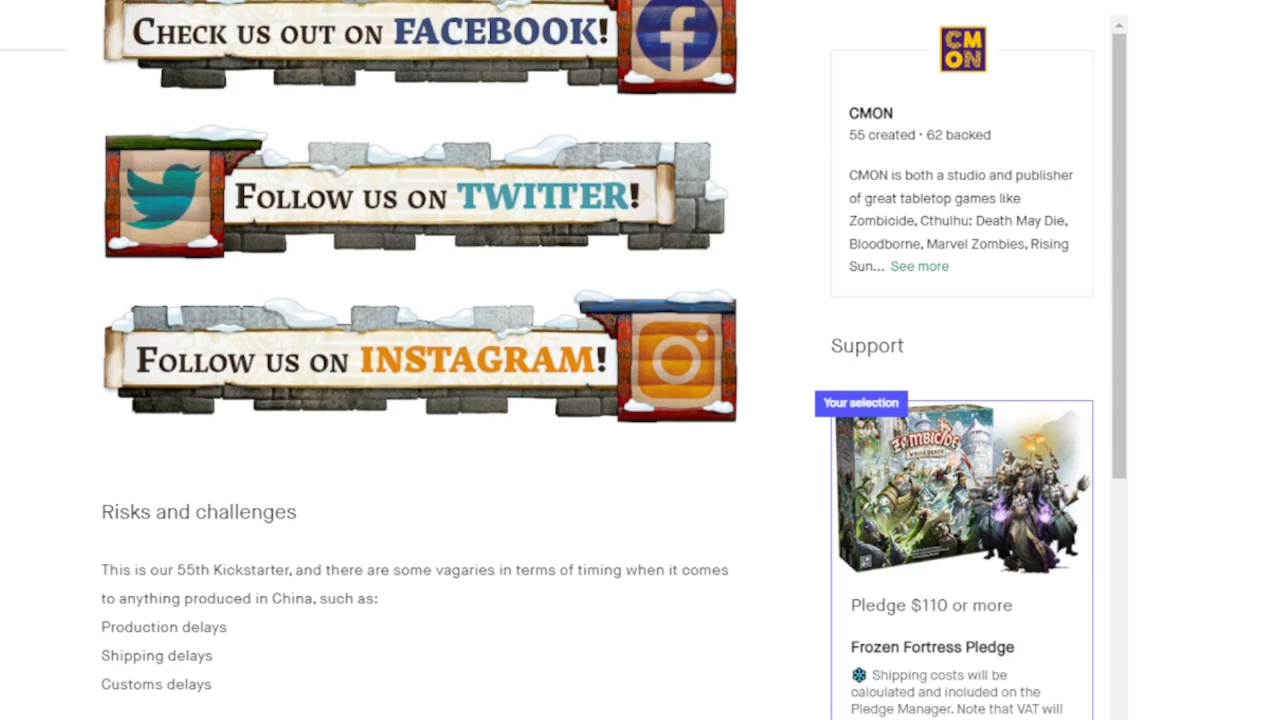 CHECK US OUT ON FACEBOOK!
FOLLOW US ON TWITTER!
FOLLOW US ON INSTAGRAM!
Risks and challenges
This is our 55th Kickstarter, and there are some vagaries in terms of timing when it comes
to anything produced in China, such as:
Production delays
Shipping delays
Customs delays
CMON
CMON
55 created · 62 backed
CMON is both a studio and publisher
of great tabletop games like
Zombicide, Cthulhu: Death May Die,
Bloodborne, Marvel Zombies, Rising
Sun... See more
Support
Your selection
ZOMBICIDE
WHITE DEATH
Pledge $110 or more
Frozen Fortress Pledge
Shipping costs will be
calculated and included on the
Pledge Manager. Note that VAT will